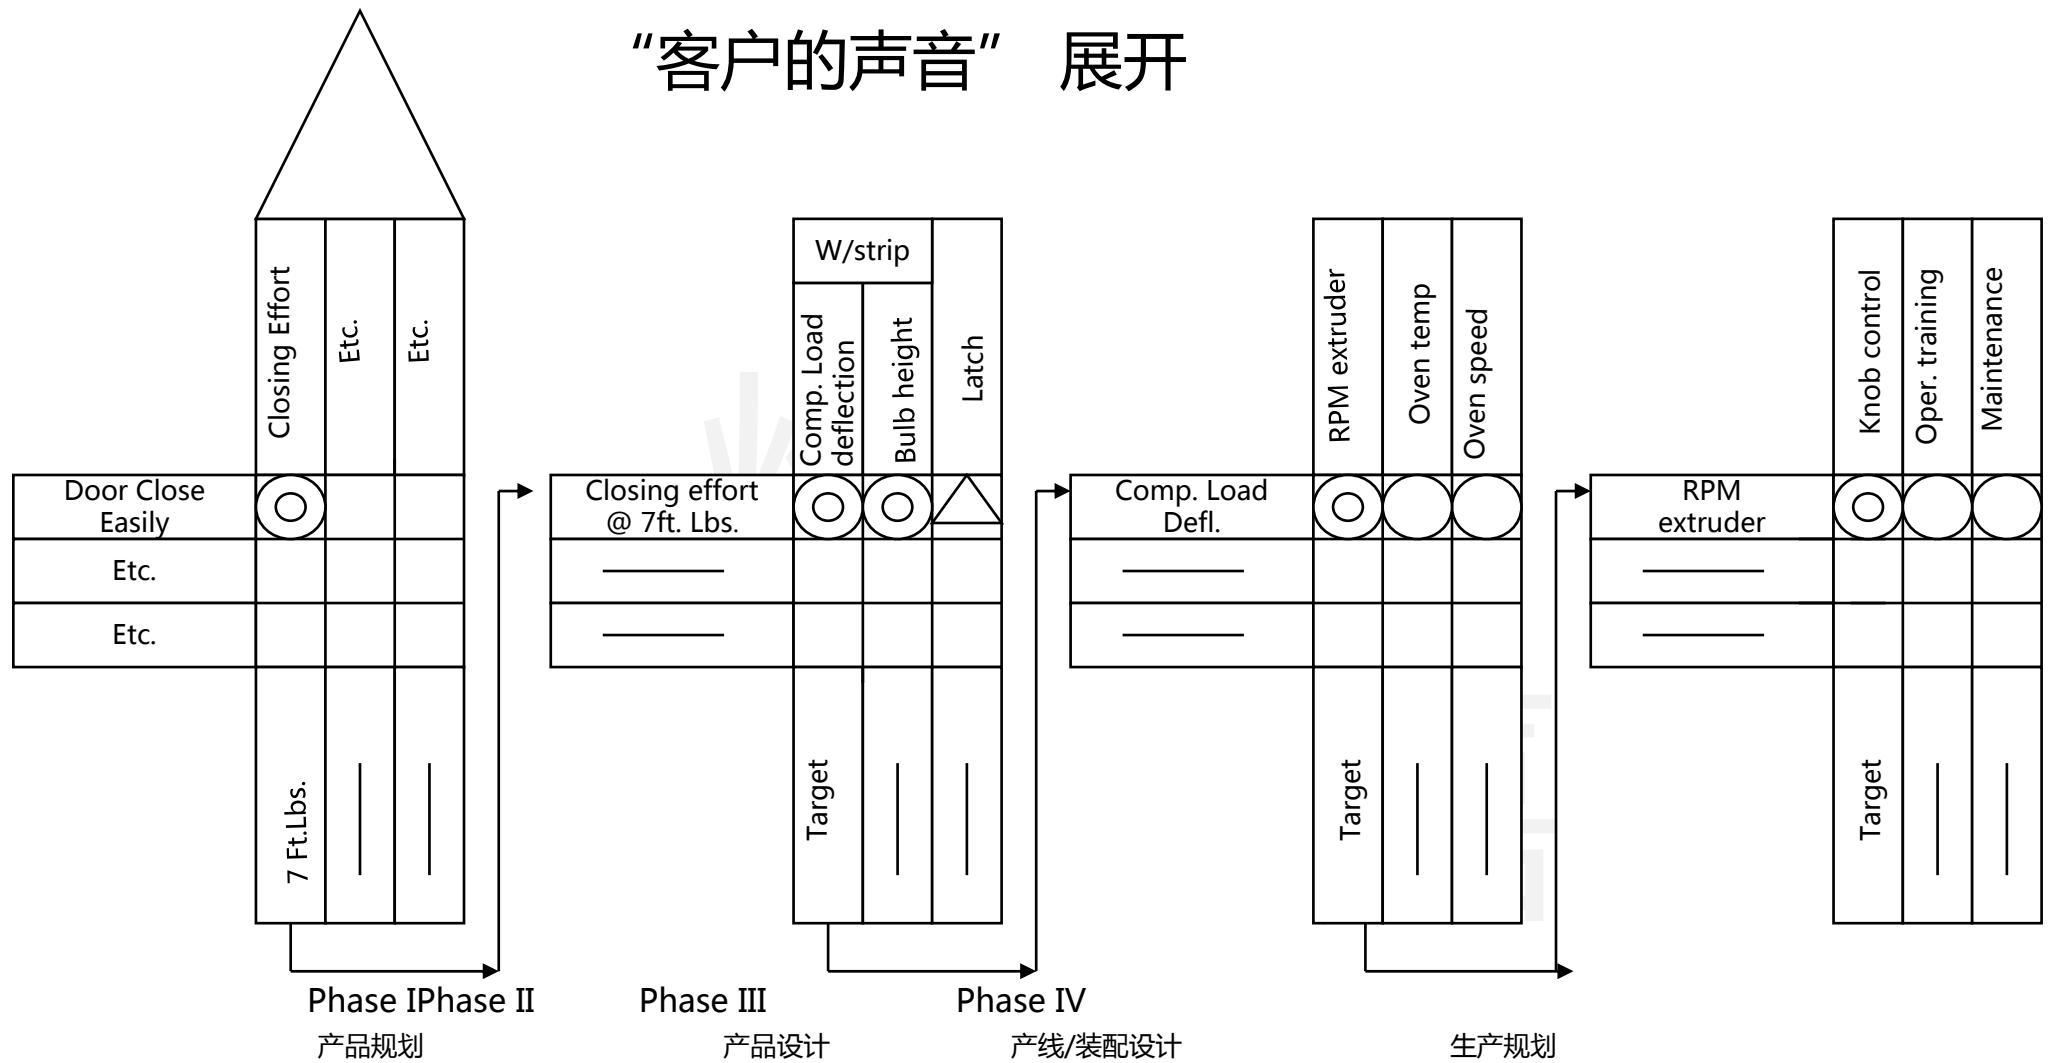 “客户的声音” 展开
Closing Effort
Etc.
Etc.
Door Close
Easily
Etc.
Etc.
7 Ft.Lbs.
W/strip
Comp. Load
deflection
Bulb height
Latch
Closing effort
@ 7ft. Lbs.
Target
RPM extruder
Oven temp
Oven speed
Comp. Load
Defl.
Target
Knob control
Oper. training
Maintenance
RPM
extruder
Target
Phase IPhase II
Phase III
Phase IV
产品规划
产品设计
产线/装配设计
生产规划